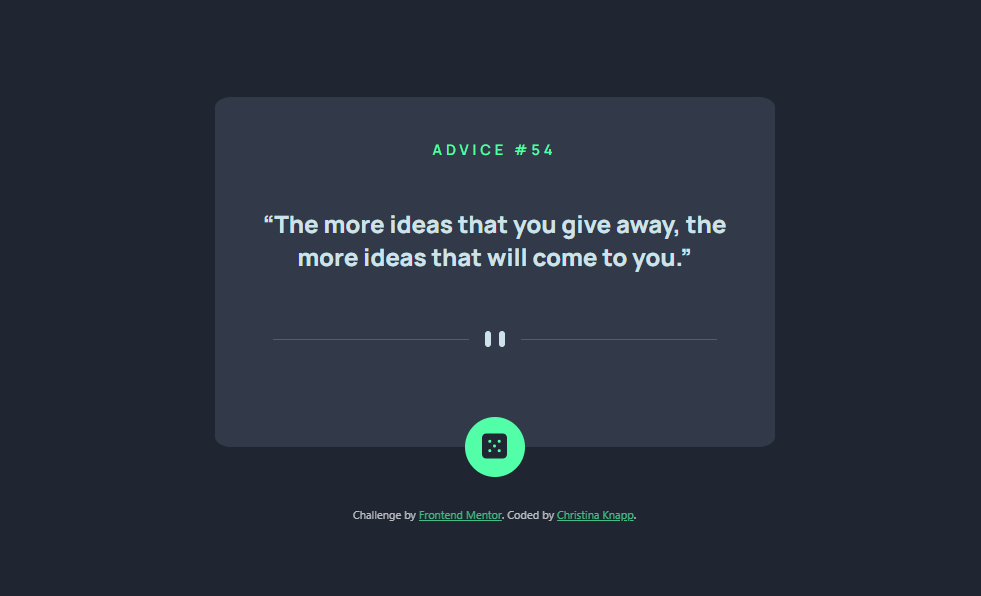 ADVICE #54
“The more ideas that you give away, the
more ideas that will come to you.”
Challenge by Frontend Mentor. Coded by Christina Knapp.